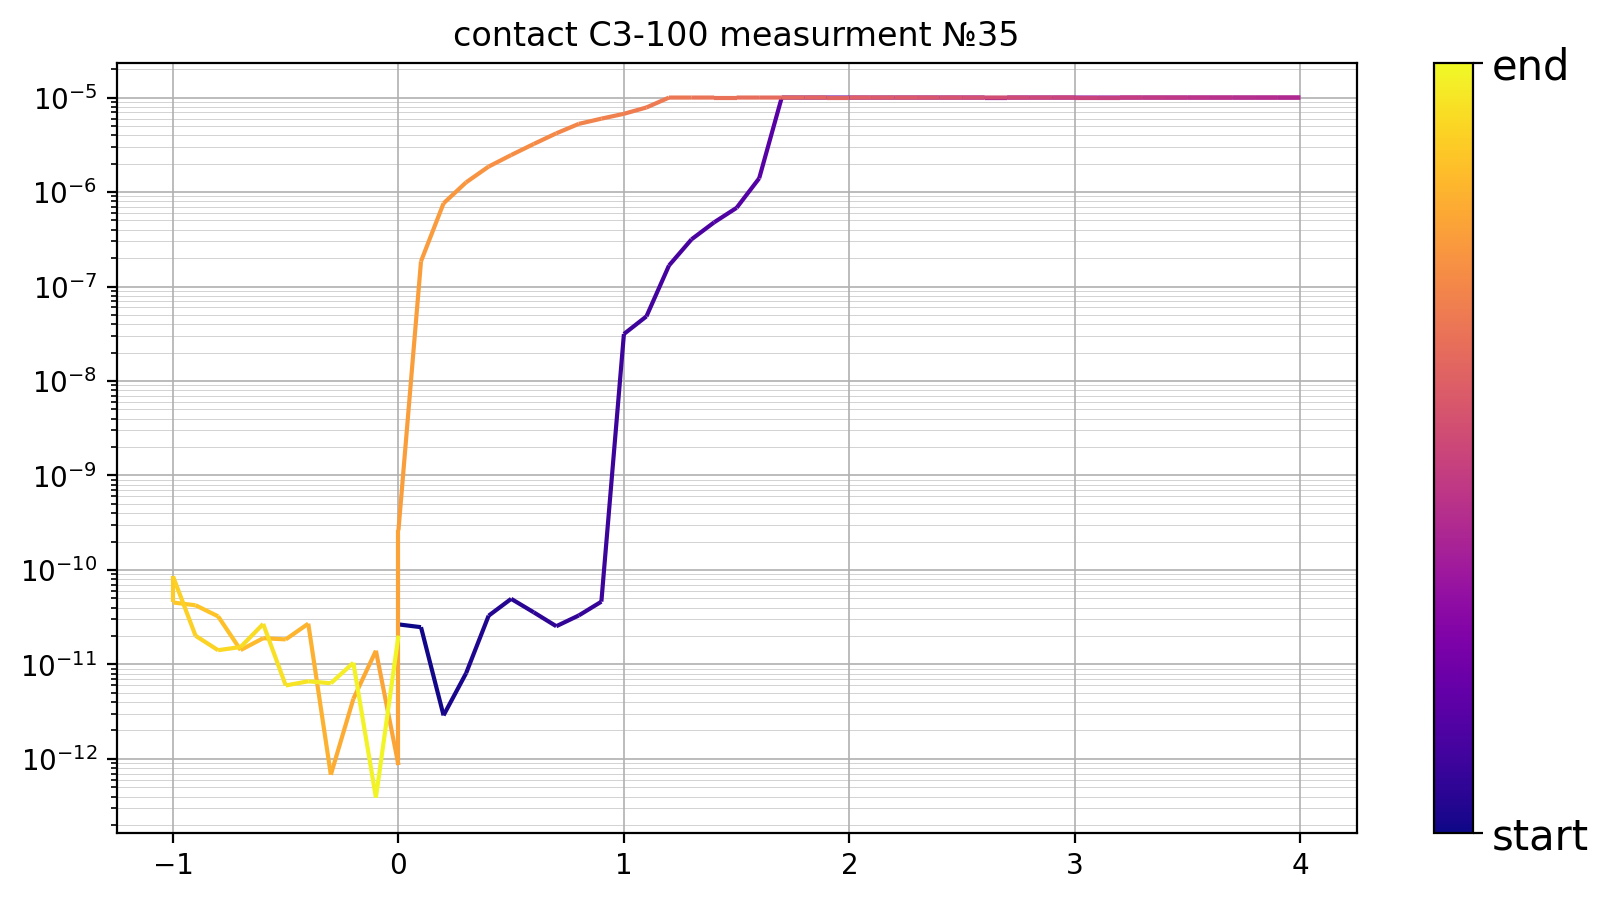 contact C3-100 measurment №35
10⁻⁵
10⁻⁶
10⁻⁷
10⁻⁸
10⁻⁹
10⁻¹⁰
10⁻¹¹
10⁻¹²
−1 0 1 2 3 4
end
start